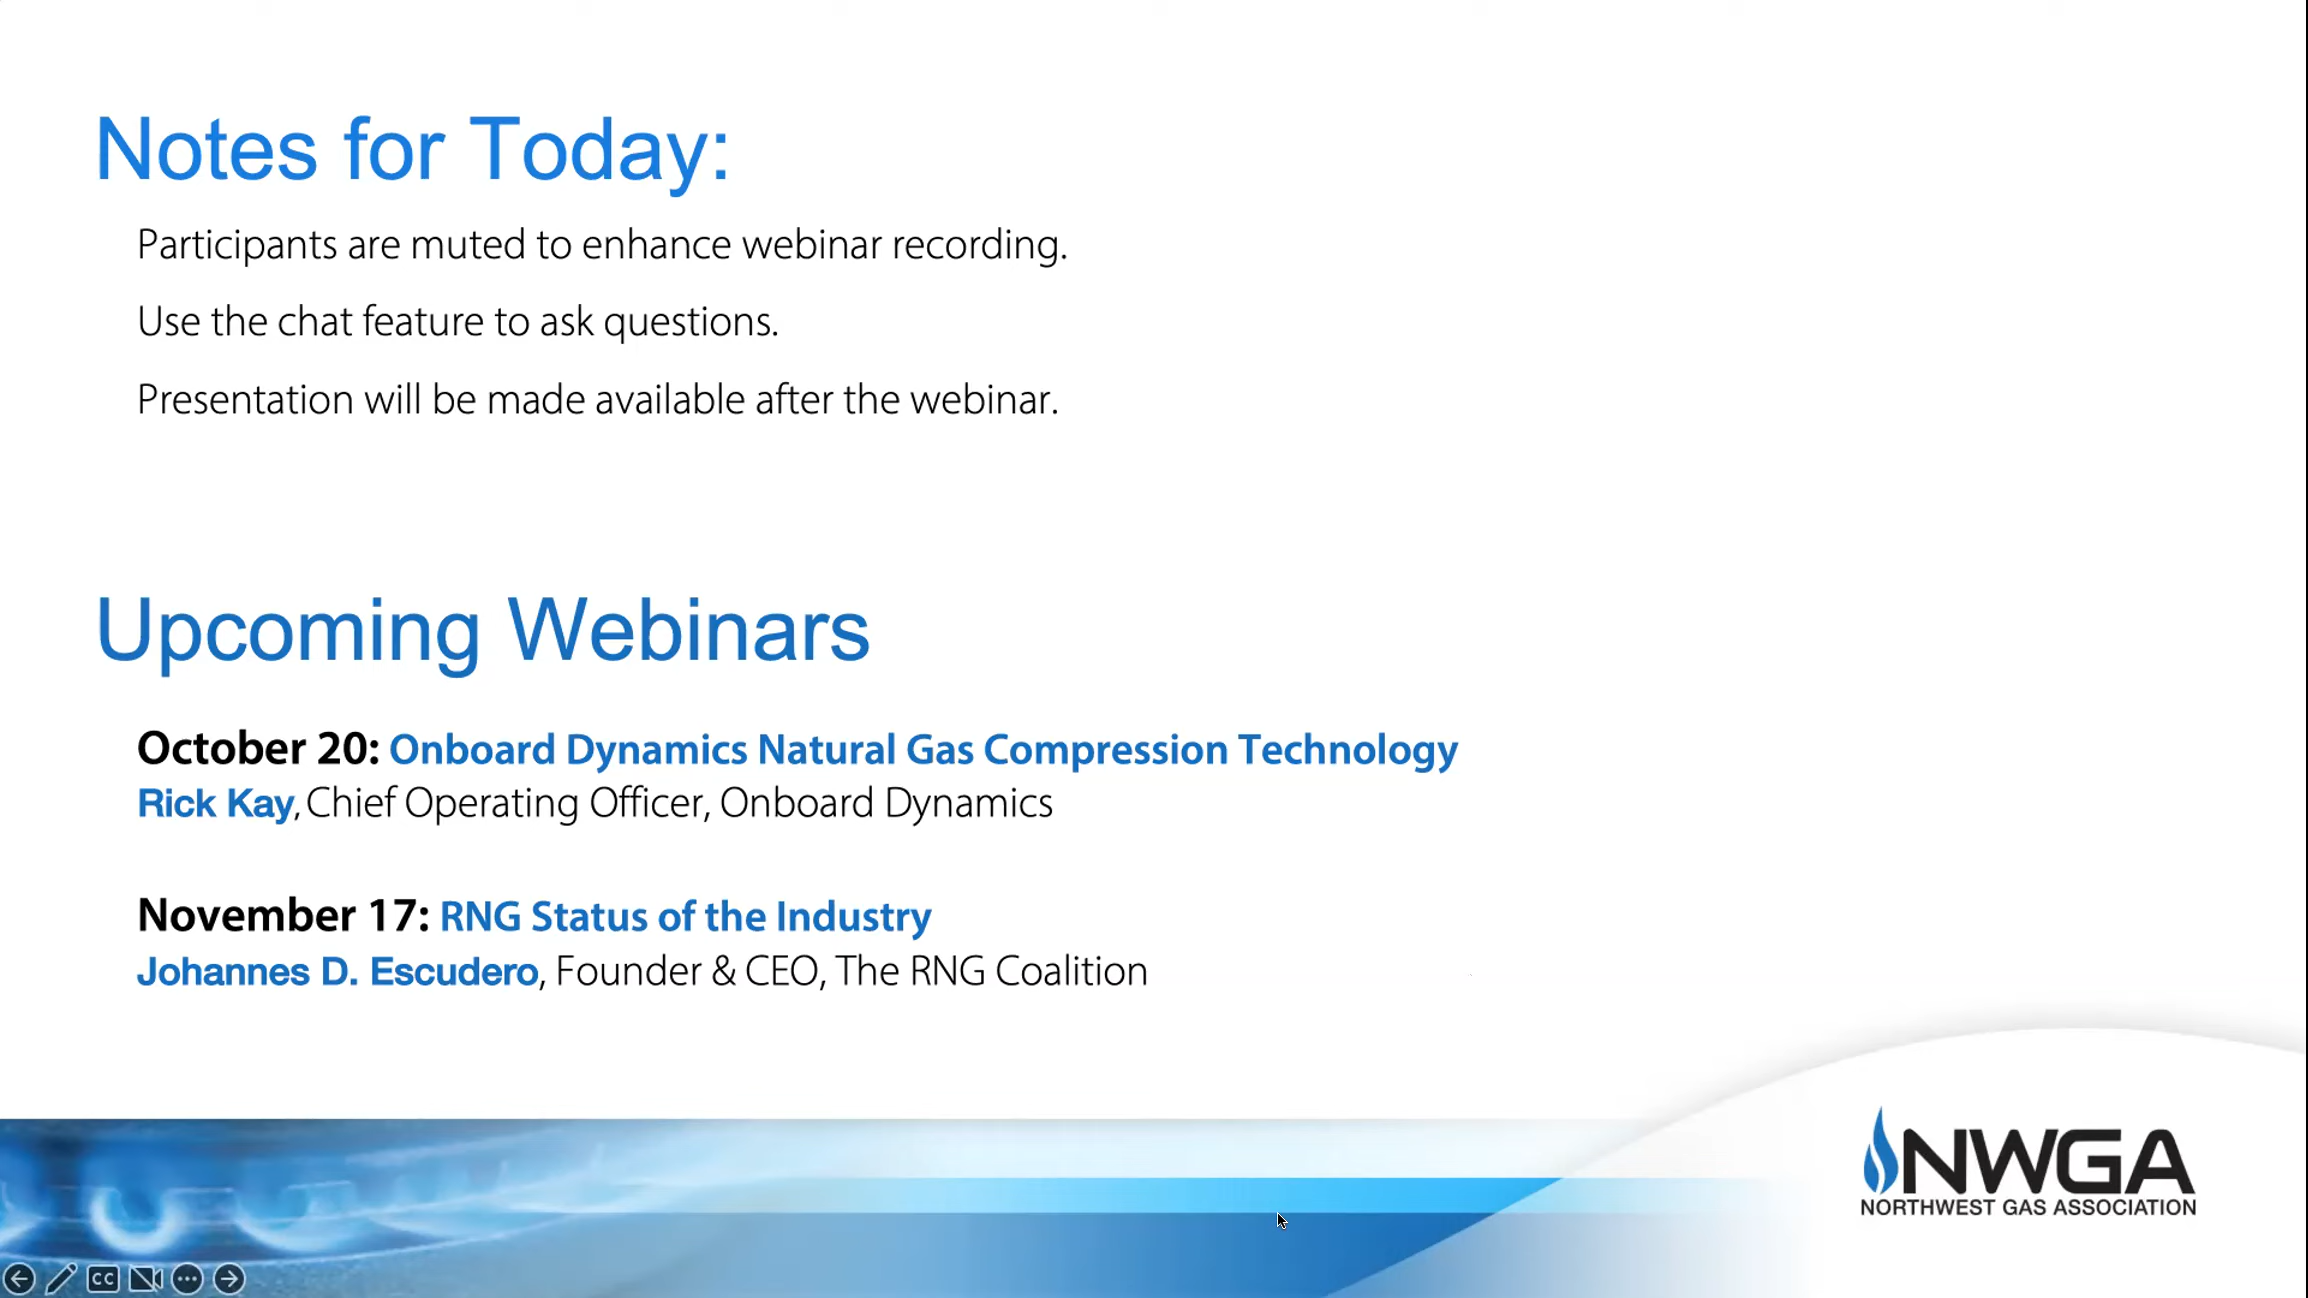 Notes for Today:
Participants are muted to enhance webinar recording.
Use the chat feature to ask questions.
Presentation will be made available after the webinar.
Upcoming Webinars
October 20: Onboard Dynamics Natural Gas Compression Technology
Rick Kay, Chief Operating Officer, Onboard Dynamics
November 17: RNG Status of the Industry
Johannes D. Escudero, Founder & CEO, The RNG Coalition
NWGA
NORTHWEST GAS ASSOCIATION
CC